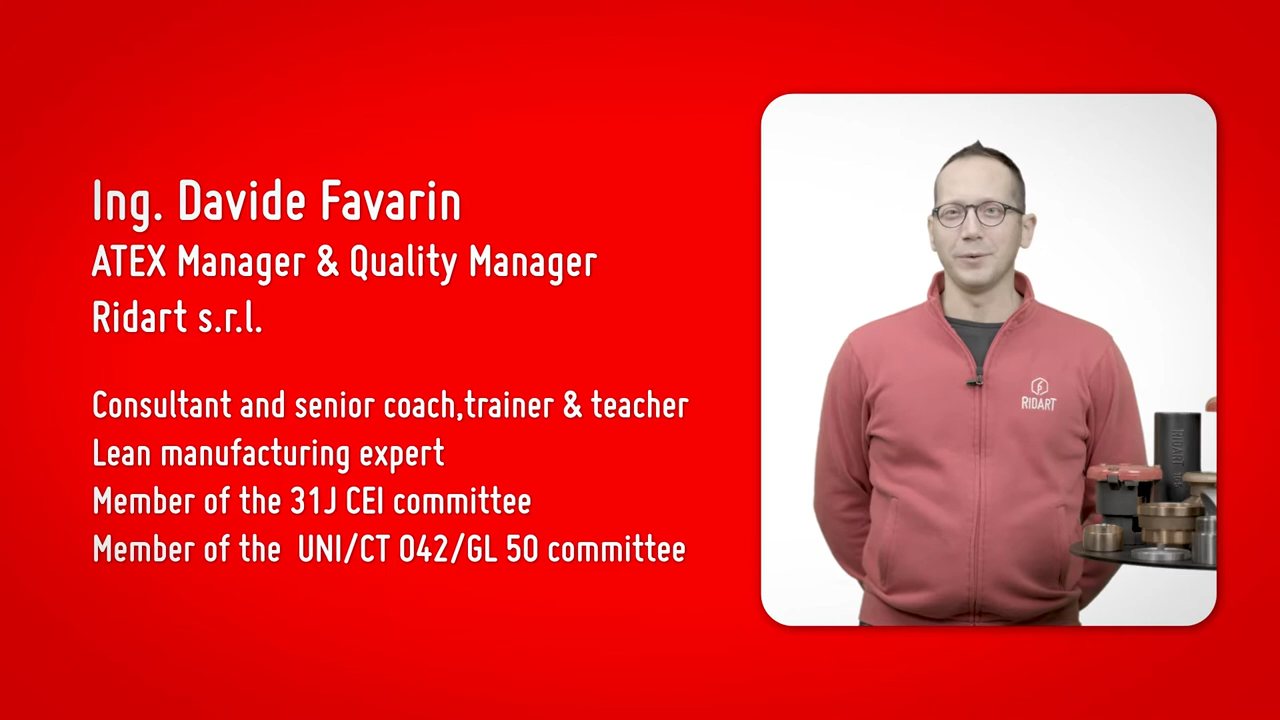 Ing. Davide Favarin
ATEX Manager & Quality Manager
Ridart s.r.l.
Consultant and senior coach,trainer & teacher
Lean manufacturing expert
Member of the 31J CEI committee
Member of the  UNI/CT 042/GL 50 committee
RIDART